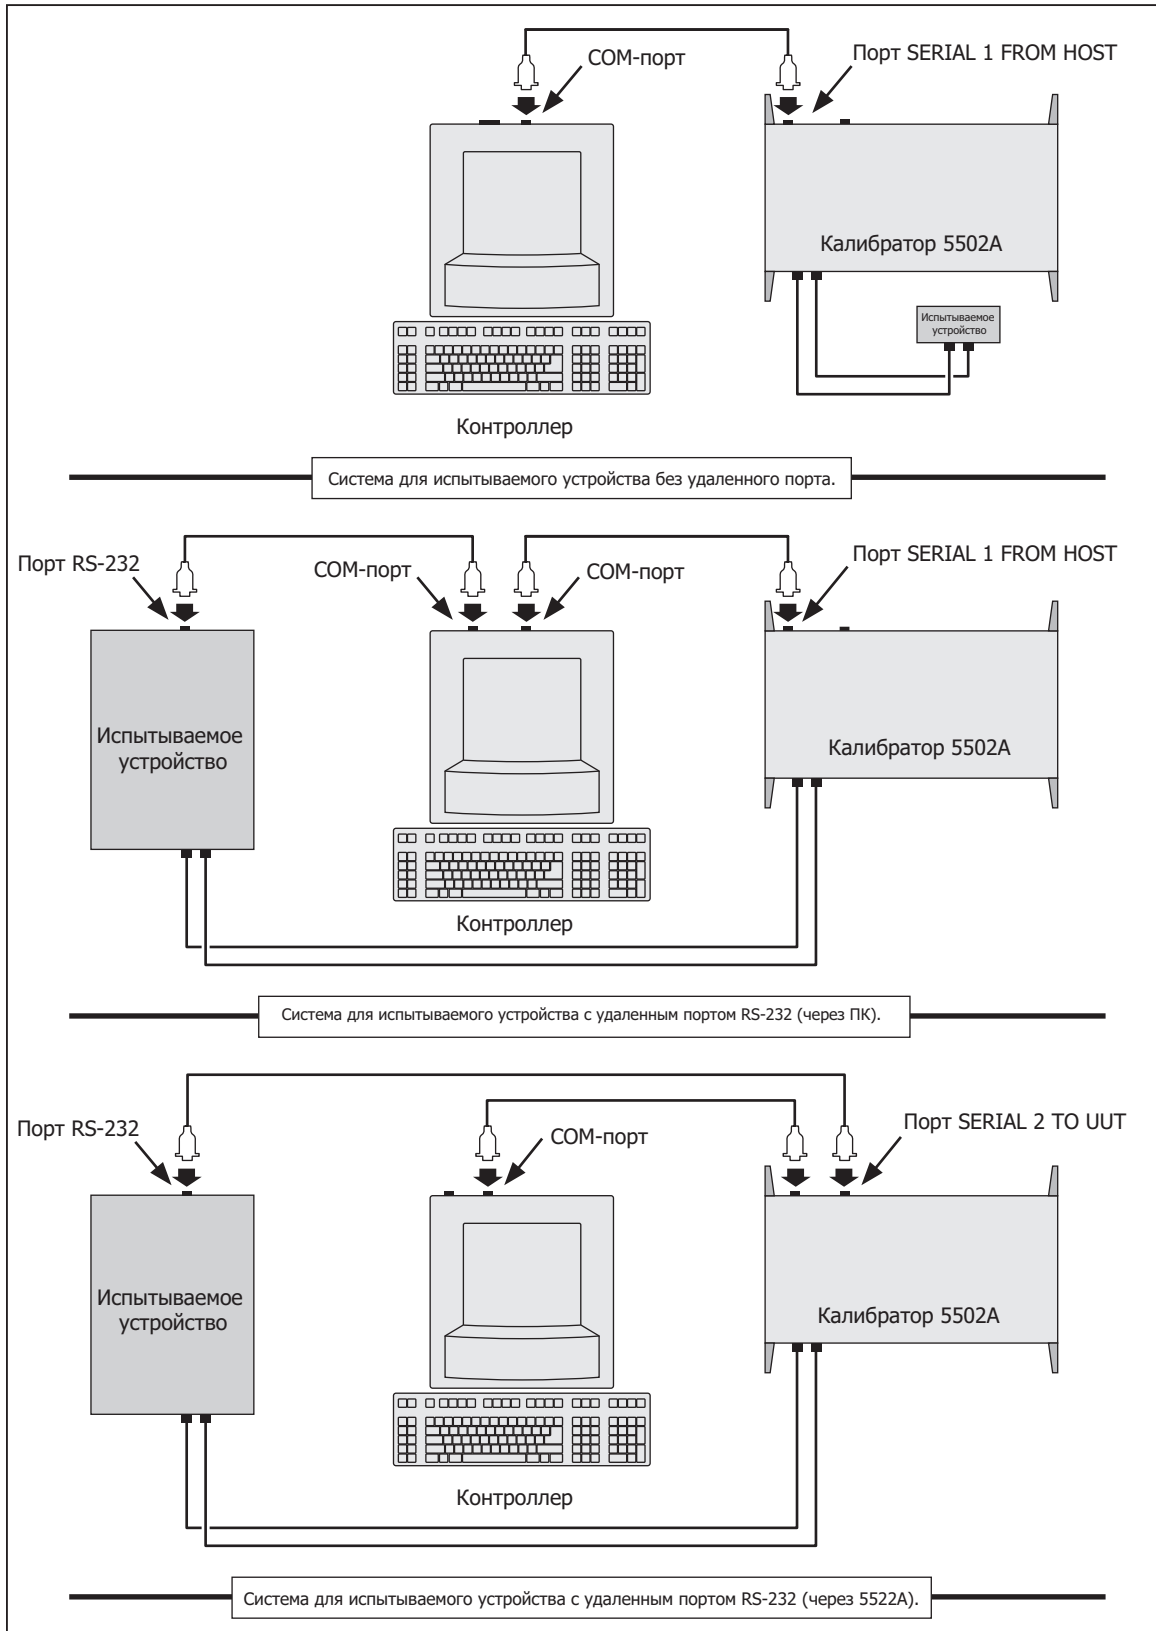 COM-порт
Порт SERIAL 1 FROM HOST
Калибратор 5502A
Испытываемое
устройство
Контроллер
Система для испытываемого устройства без удаленного порта.
Порт RS-232
COM-порт
COM-порт
Порт SERIAL 1 FROM HOST
Испытываемое
устройство
Калибратор 5502A
Контроллер
Система для испытываемого устройства с удаленным портом RS-232 (через ПК).
Порт RS-232
COM-порт
Порт SERIAL 2 TO UUT
Испытываемое
устройство
Калибратор 5502A
Контроллер
Система для испытываемого устройства с удаленным портом RS-232 (через 5522A).